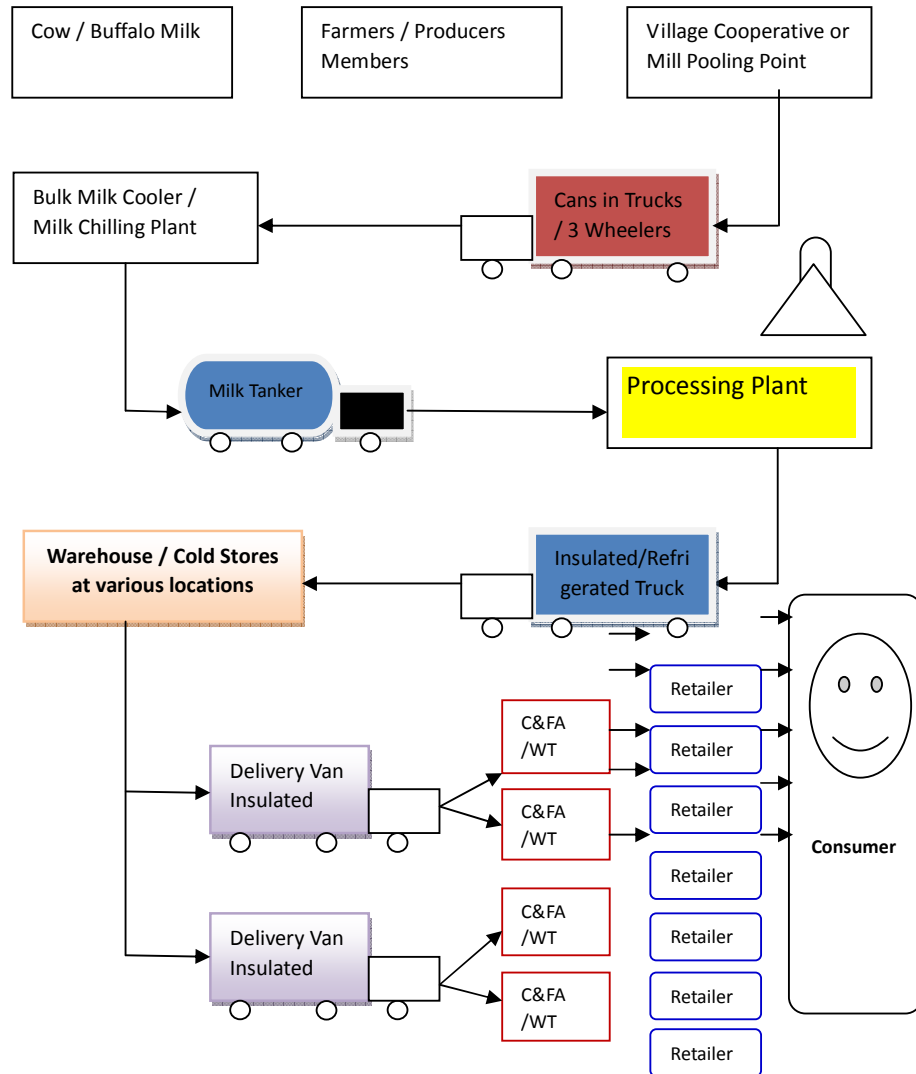 Cow / Buffalo Milk
Farmers / Producers
Members
Village Cooperative or
Mill Pooling Point
Bulk Milk Cooler /
Milk Chilling Plant
Cans in Trucks
/ 3 Wheelers
Milk Tanker
Processing Plant
Warehouse / Cold Stores
at various locations
Insulated/Refri
gerated Truck
Retailer
C&FA
/WT
Retailer
Delivery Van
Insulated
C&FA
/WT
Retailer
Consumer
Retailer
C&FA
/WT
Retailer
Delivery Van
Insulated
C&FA
/WT
Retailer
Retailer